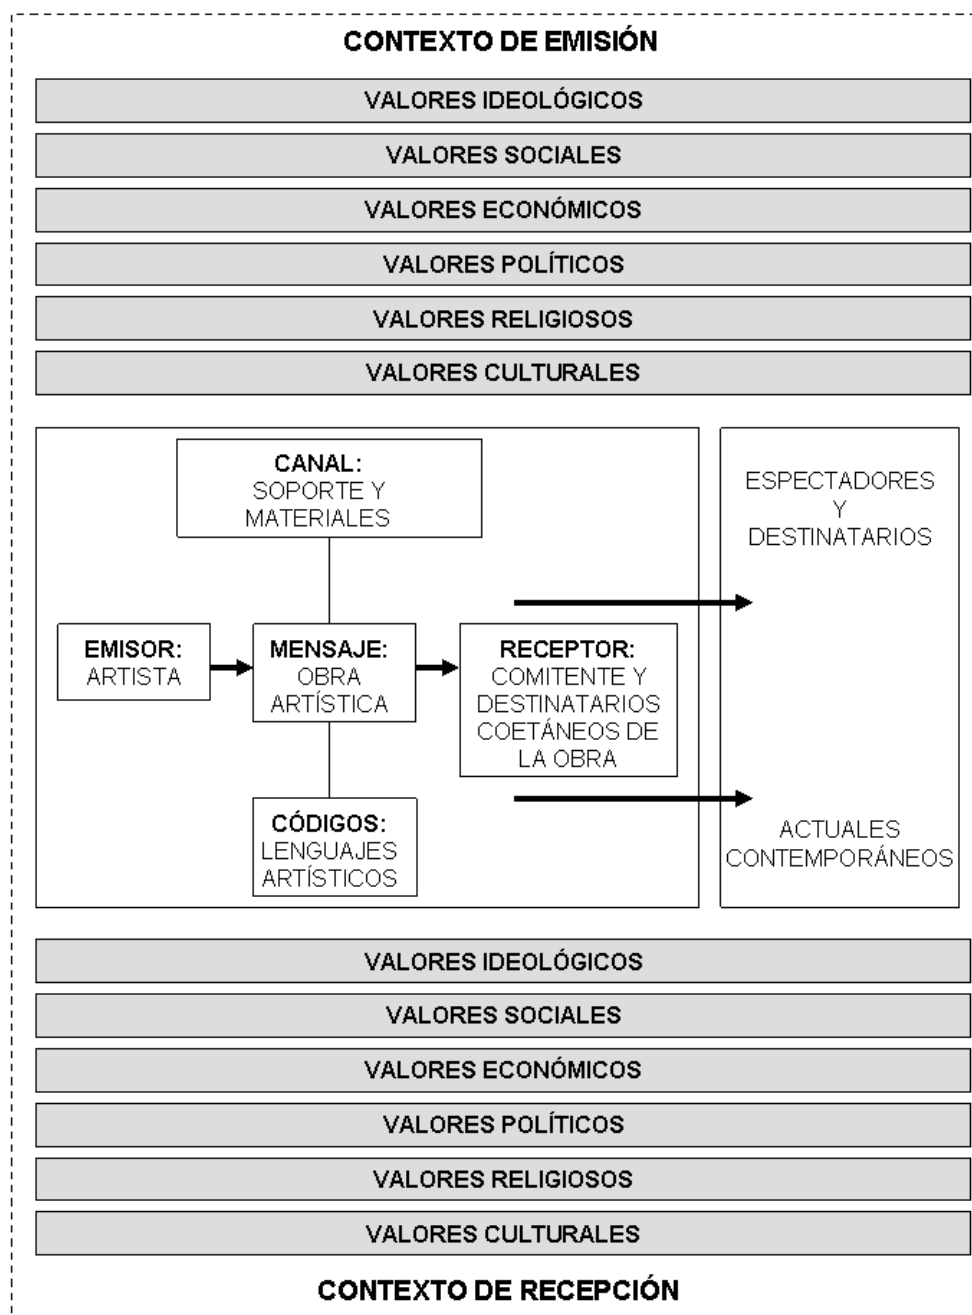 CONTEXTO DE EMISIÓN
VALORES IDEOLÓGICOS
VALORES SOCIALES
VALORES ECONÓMICOS
VALORES POLÍTICOS
VALORES RELIGIOSOS
VALORES CULTURALES
CANAL:
SOPORTE Y
MATERIALES
EMISOR:
ARTISTA
MENSAJE:
OBRA
ARTÍSTICA
RECEPTOR:
COMITENTE Y
DESTINATARIOS
COETÁNEOS DE
LA OBRA
CÓDIGOS:
LENGUAJES
ARTÍSTICOS
ESPECTADORES
Y
DESTINATARIOS
ACTUALES
CONTEMPORÁNEOS
VALORES IDEOLÓGICOS
VALORES SOCIALES
VALORES ECONÓMICOS
VALORES POLÍTICOS
VALORES RELIGIOSOS
VALORES CULTURALES
CONTEXTO DE RECEPCIÓN